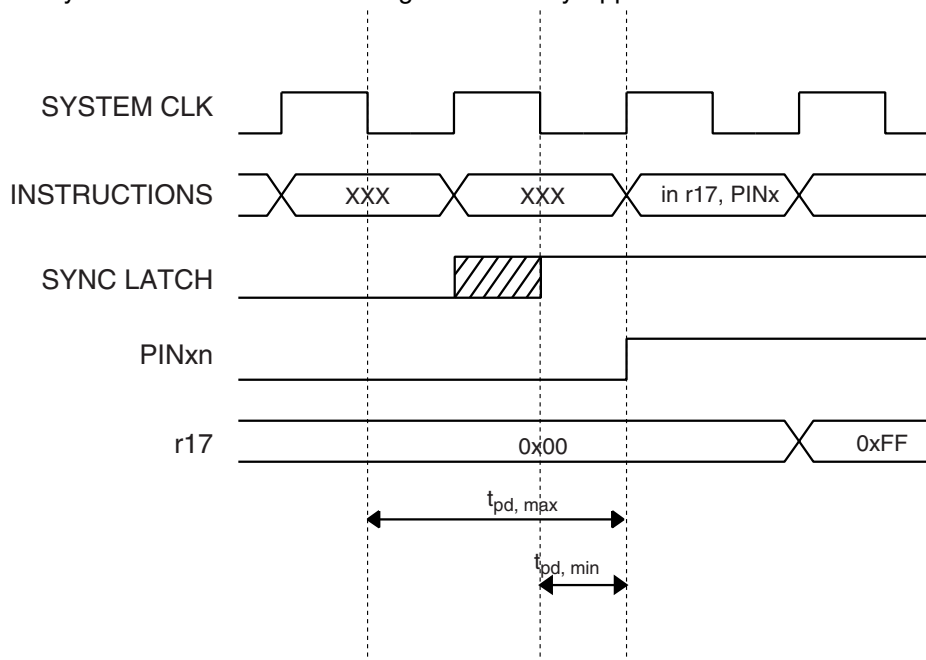 SYSTEM CLK
INSTRUCTIONS XXX XXX in r17, PINx
SYNC LATCH
PINxn
r17 0x00 0xFF
tpd, max
tpd, min